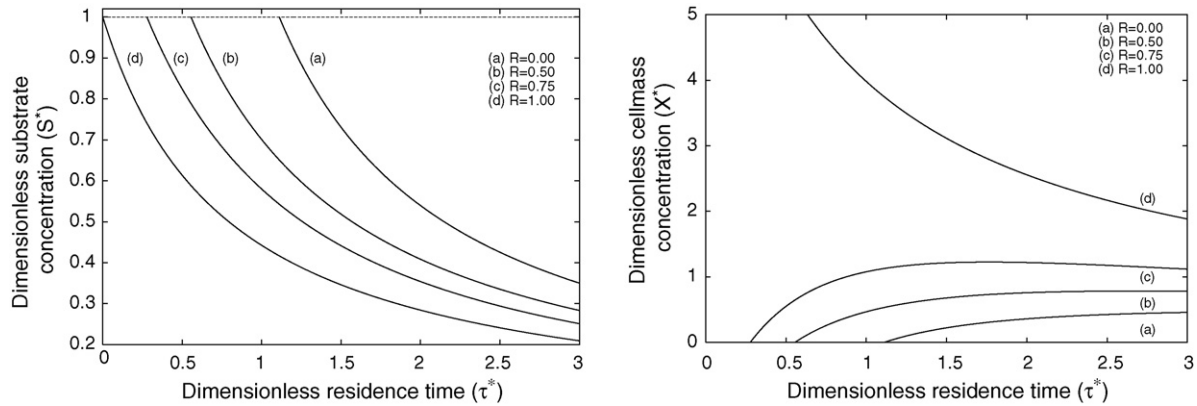 Dimensionless substrate
concentration (S*)
1
0.9
0.8
0.7
0.6
0.5
0.4
0.3
0.2
(d)
(c)
(b)
(a)
(a) R=0.00
(b) R=0.50
(c) R=0.75
(d) R=1.00
0 0.5 1 1.5 2 2.5 3
Dimensionless residence time (τ*)
Dimensionless cellmass
concentration (X*)
5
4
3
2
1
0
(a) R=0.00
(b) R=0.50
(c) R=0.75
(d) R=1.00
(d)
(c)
(b)
(a)
0 0.5 1 1.5 2 2.5 3
Dimensionless residence time (τ*)